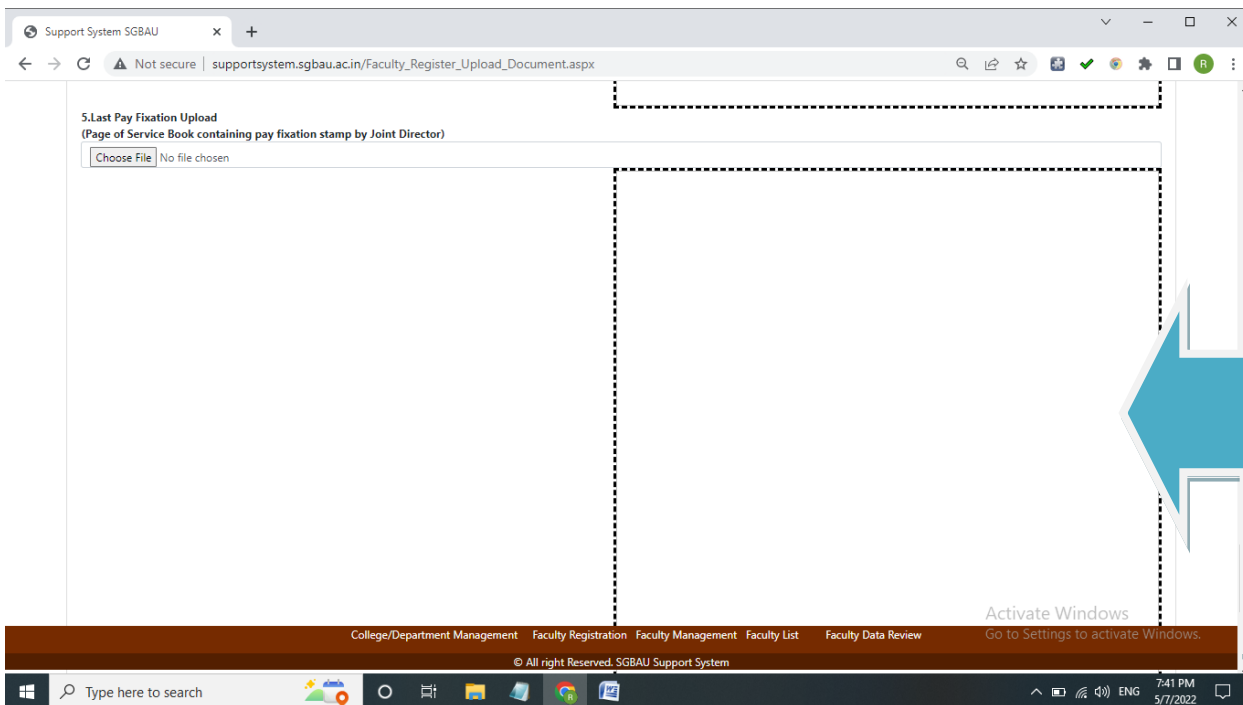 Support System SGBAU
Not secure | supportsystem.sgbau.ac.in/Faculty_Register_Upload_Document.aspx
R
5.Last Pay Fixation Upload
(Page of Service Book containing pay fixation stamp by Joint Director)
Choose File No file chosen
Activate Windows
Go to Settings to activate Windows.
College/Department Management Faculty Registration Faculty Management Faculty List Faculty Data Review
© All right Reserved. SGBAU Support System
Type here to search
ENG
7:41 PM
5/7/2022